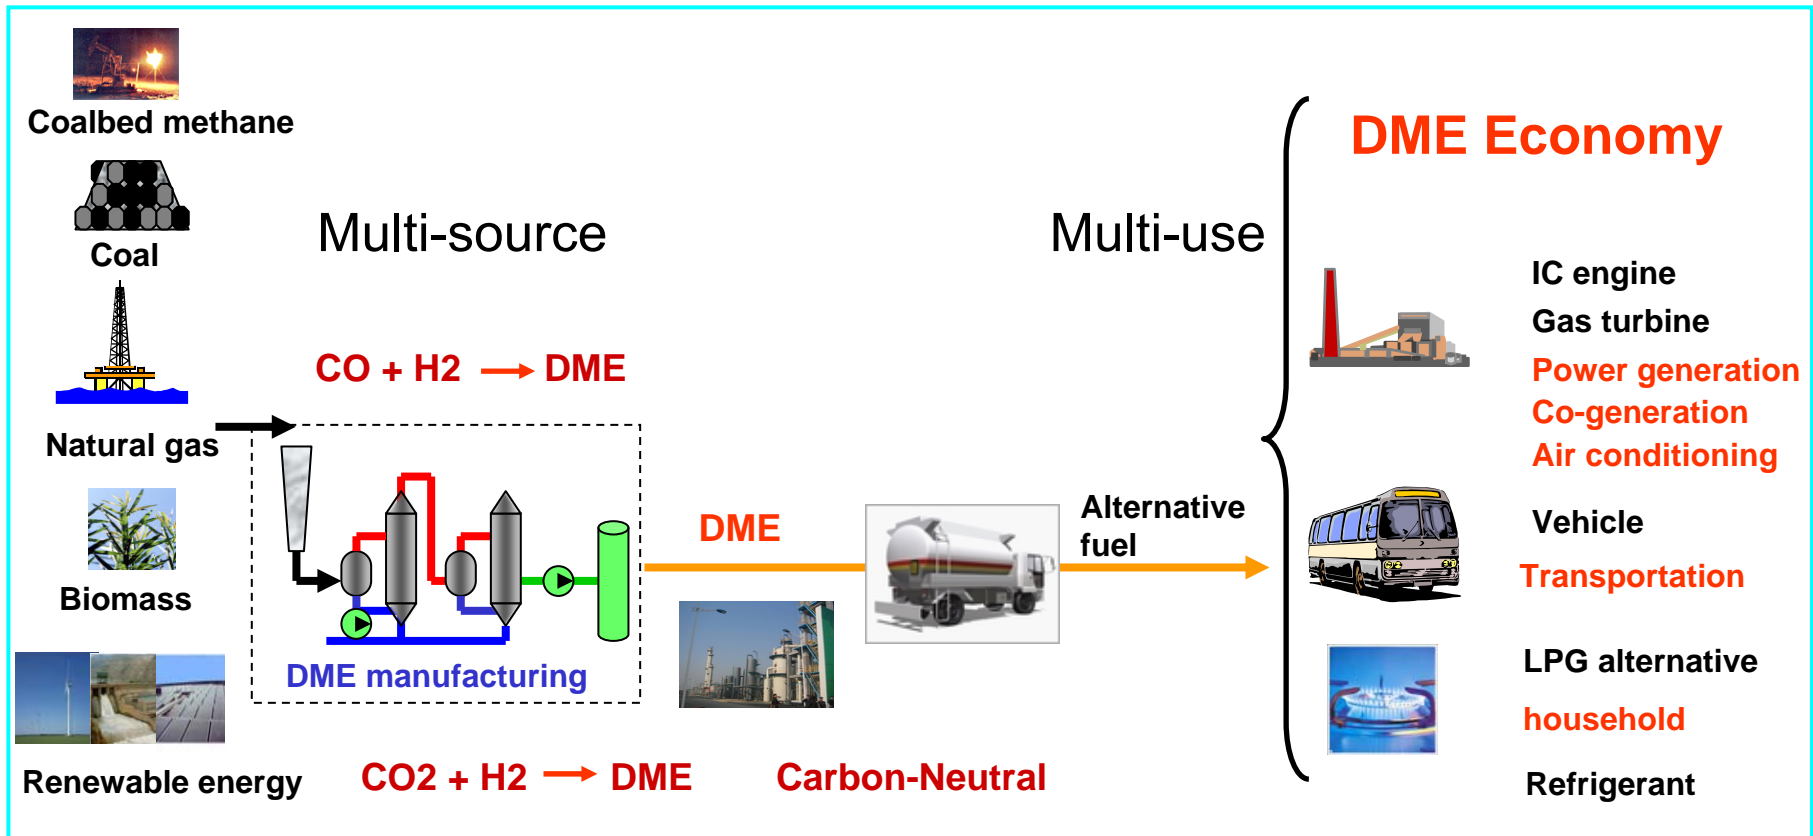 Coalbed methane
Coal
Natural gas
Biomass
Renewable energy
Multi-source
CO + H2 → DME
DME manufacturing
CO2 + H2 → DME
Carbon-Neutral
DME
Alternative
fuel
Multi-use
DME Economy
IC engine
Gas turbine
Power generation
Co-generation
Air conditioning
Vehicle
Transportation
LPG alternative
household
Refrigerant